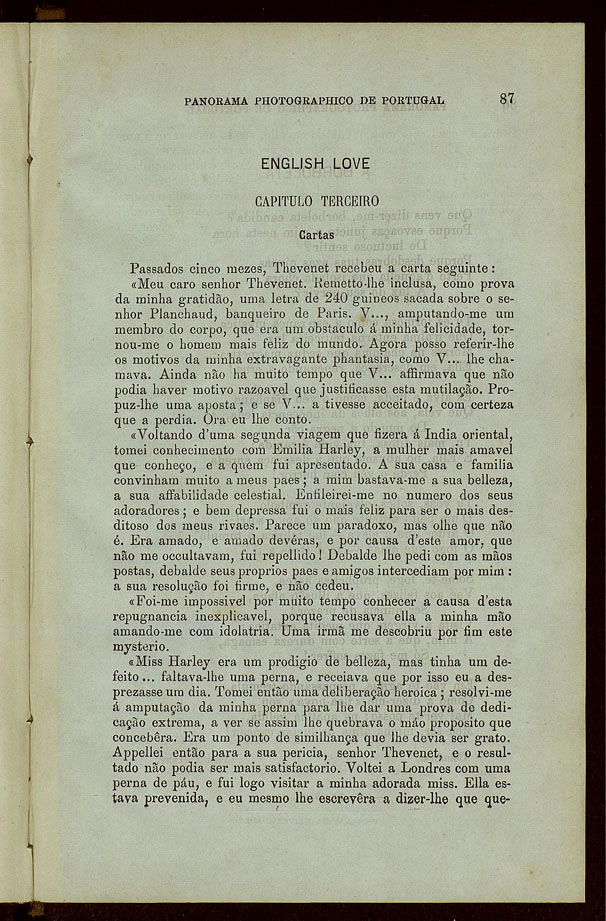 PANORAMA PHOTOGRAPHICO DE PORTUGAL 87
ENGLISH LOVE
CAPITULO TERCEIRO
Cartas
Passados cinco mezes, Thevenet recebeu a carta seguinte:
«Meu caro senhor Thevenet. Remetto-lhe inclusa, como prova
da minha gratidão, uma letra de 240 guineos sacada sobre o se-
nhor Planchaud, banqueiro de Paris. V..., amputando-me um
membro do corpo, que era um obstaculo á minha felicidade, tor-
nou-me o homem mais feliz do mundo. Agora posso referir-lhe
os motivos da minha extravagante phantasia, como V... lhe cha-
mava. Ainda não ha muito tempo que V... affirmava que não
podia haver motivo razoavel que justificasse esta mutilação. Pro-
puz-lhe uma aposta; e se V... a tivesse acceitado, com certeza
que a perdia. Ora eu lhe conto.
«Voltando d'uma segunda viagem que fizera á India oriental,
tomei conhecimento com Emilia Harley, a mulher mais amavel
que conheço, e a quem fui apresentado. A sua casa e familia
convinham muito a meus paes; a mim bastava-me a sua belleza,
a sua affabilidade celestial. Enfileirei-me no numero dos seus
adoradores; e bem depressa fui o mais feliz para ser o mais des-
ditoso dos meus rivaes. Parece um paradoxo, mas olhe que não
é. Era amado, e amado devéras, e por causa d'este amor, que
não me occultavam, fui repellido! Debalde lhe pedi com as mãos
postas, debalde seus proprios paes e amigos intercediam por mim:
a sua resolução foi firme, e não cedeu.
«Foi-me impossivel por muito tempo conhecer a causa d'esta
repugnancia inexplicavel, porque recusava ella a minha mão
amando-me com idolatria. Uma irmã me descobriu por fim este
mysterio.
«Miss Harley era um prodigio de belleza, mas tinha um de-
feito... faltava-lhe uma perna, e receiava que por isso eu a des-
prezasse um dia. Tomei então uma deliberação heroica; resolvi-me
á amputação da minha perna para lhe dar uma prova de dedi-
cação extrema, a ver se assim lhe quebrava o máo proposito que
concebêra. Era um ponto de similhança que lhe devia ser grato.
Appellei então para a sua pericia, senhor Thevenet, e o resul-
tado não podia ser mais satisfactorio. Voltei a Londres com uma
perna de páu, e fui logo visitar a minha adorada miss. Ella es-
tava prevenida, e eu mesmo lhe escrevêra a dizer-lhe que que-